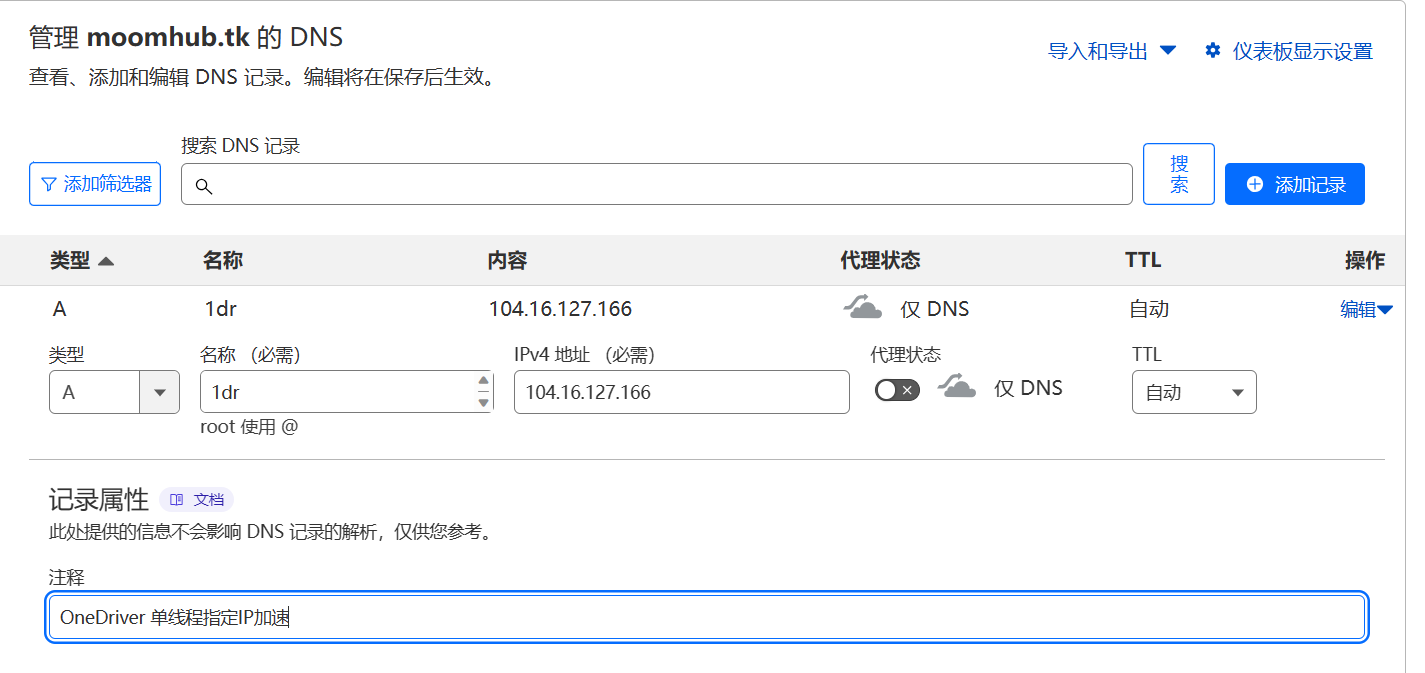 管理 moomhub.tk 的 DNS
导入和导出 仪表板显示设置
查看、添加和编辑 DNS 记录。编辑将在保存后生效。
搜索 DNS 记录
添加筛选器
搜
索
添加记录
类型 名称 内容 代理状态 TTL 操作
A 1dr 104.16.127.166 仅 DNS 自动 编辑
类型 名称 （必需） IPv4 地址 （必需） 代理状态 TTL
A 1dr 104.16.127.166 仅 DNS 自动
root 使用 @
记录属性 文档
此处提供的信息不会影响 DNS 记录的解析，仅供您参考。
注释
OneDriver 单线程指定IP加速